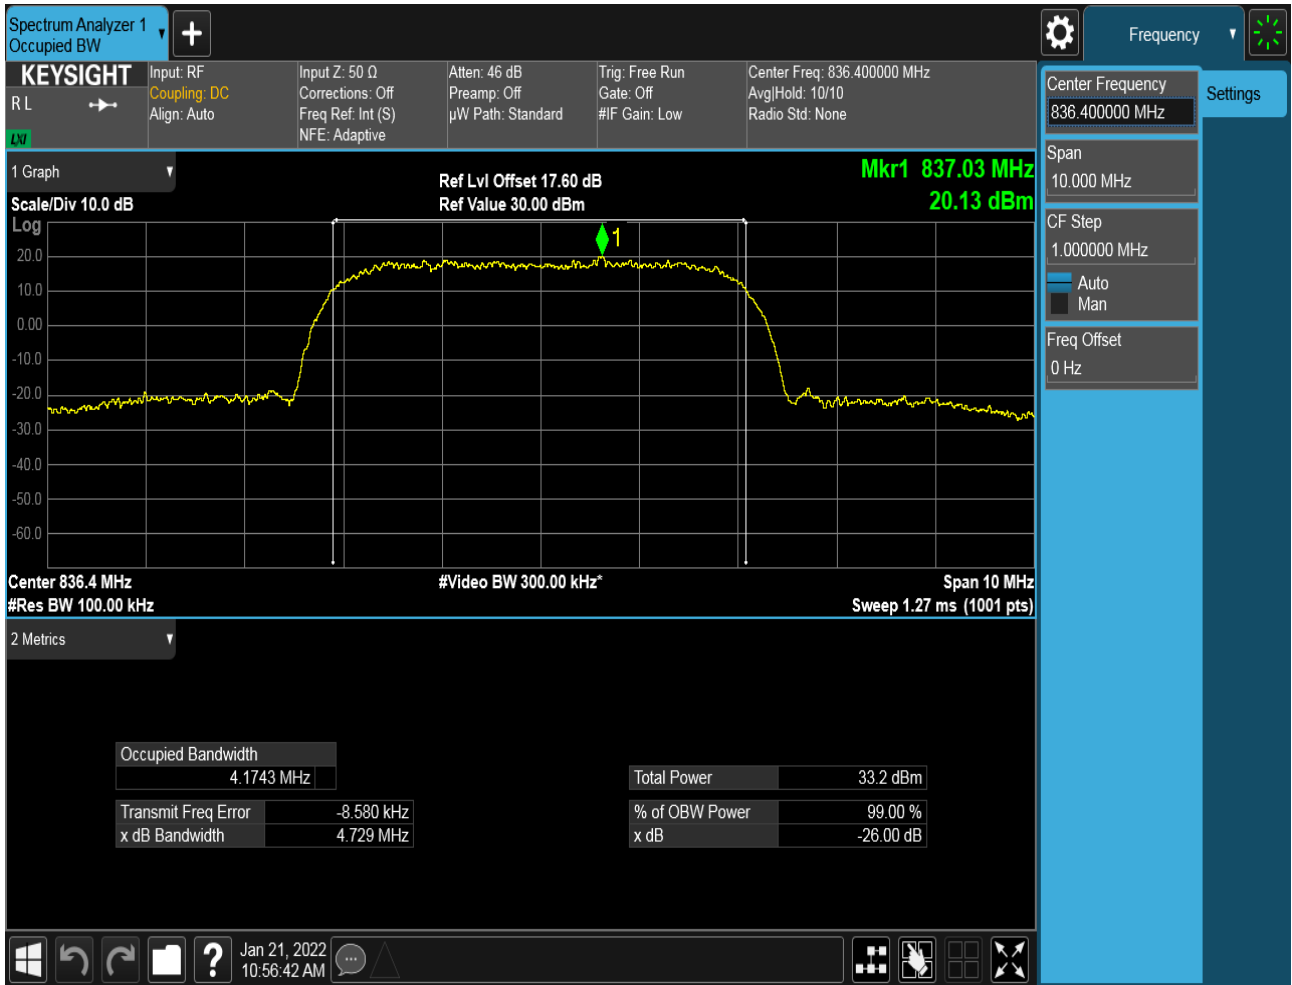 Spectrum Analyzer 1
Occupied BW
Frequency
KEYSIGHT
R L
LXI
Input: RF
Coupling: DC
Align: Auto
Input Z: 50 Ω
Corrections: Off
Freq Ref: Int (S)
NFE: Adaptive
Atten: 46 dB
Preamp: Off
µW Path: Standard
Trig: Free Run
Gate: Off
#IF Gain: Low
Center Freq: 836.400000 MHz
Avg|Hold: 10/10
Radio Std: None
Center Frequency
836.400000 MHz
Settings
Span
10.000 MHz
CF Step
1.000000 MHz
Auto
Man
Freq Offset
0 Hz
1 Graph
Scale/Div 10.0 dB
Ref Lvl Offset 17.60 dB
Ref Value 30.00 dBm
Mkr1 837.03 MHz
20.13 dBm
Log
1
20.0
10.0
0.00
-10.0
-20.0
-30.0
-40.0
-50.0
-60.0
Center 836.4 MHz
#Video BW 300.00 kHz*
Span 10 MHz
#Res BW 100.00 kHz
Sweep 1.27 ms (1001 pts)
2 Metrics
Occupied Bandwidth
4.1743 MHz
Transmit Freq Error -8.580 kHz
x dB Bandwidth 4.729 MHz
Total Power 33.2 dBm
% of OBW Power 99.00 %
x dB -26.00 dB
Jan 21, 2022
10:56:42 AM